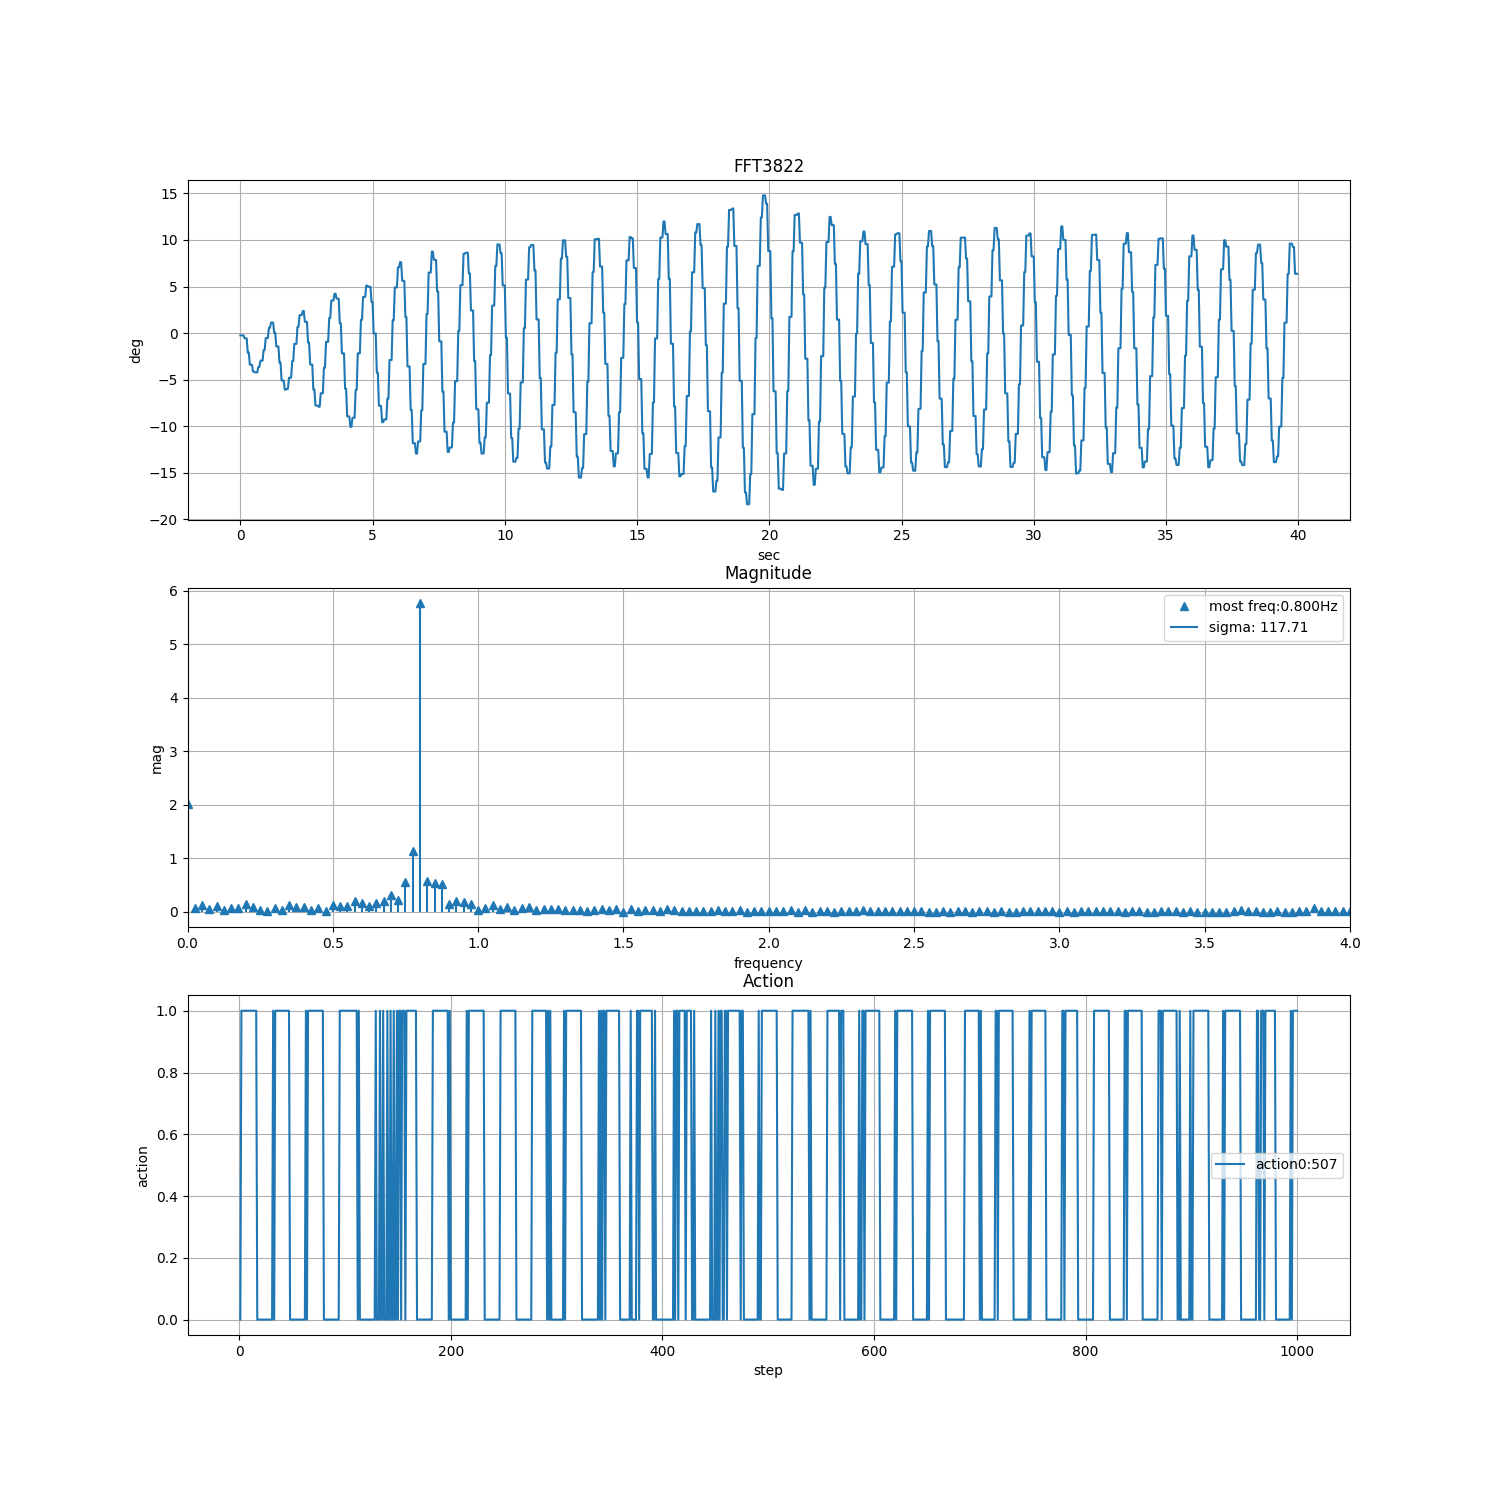 FFT3822
15
10
5
0
−5
−10
−15
−20
deg
0 5 10 15 20 25 30 35 40
sec
Magnitude
6
5
4
3
2
1
0
mag
most freq:0.800Hz
sigma: 117.71
0.0 0.5 1.0 1.5 2.0 2.5 3.0 3.5 4.0
frequency
Action
1.0
0.8
0.6
0.4
0.2
0.0
action
action0:507
0 200 400 600 800 1000
step